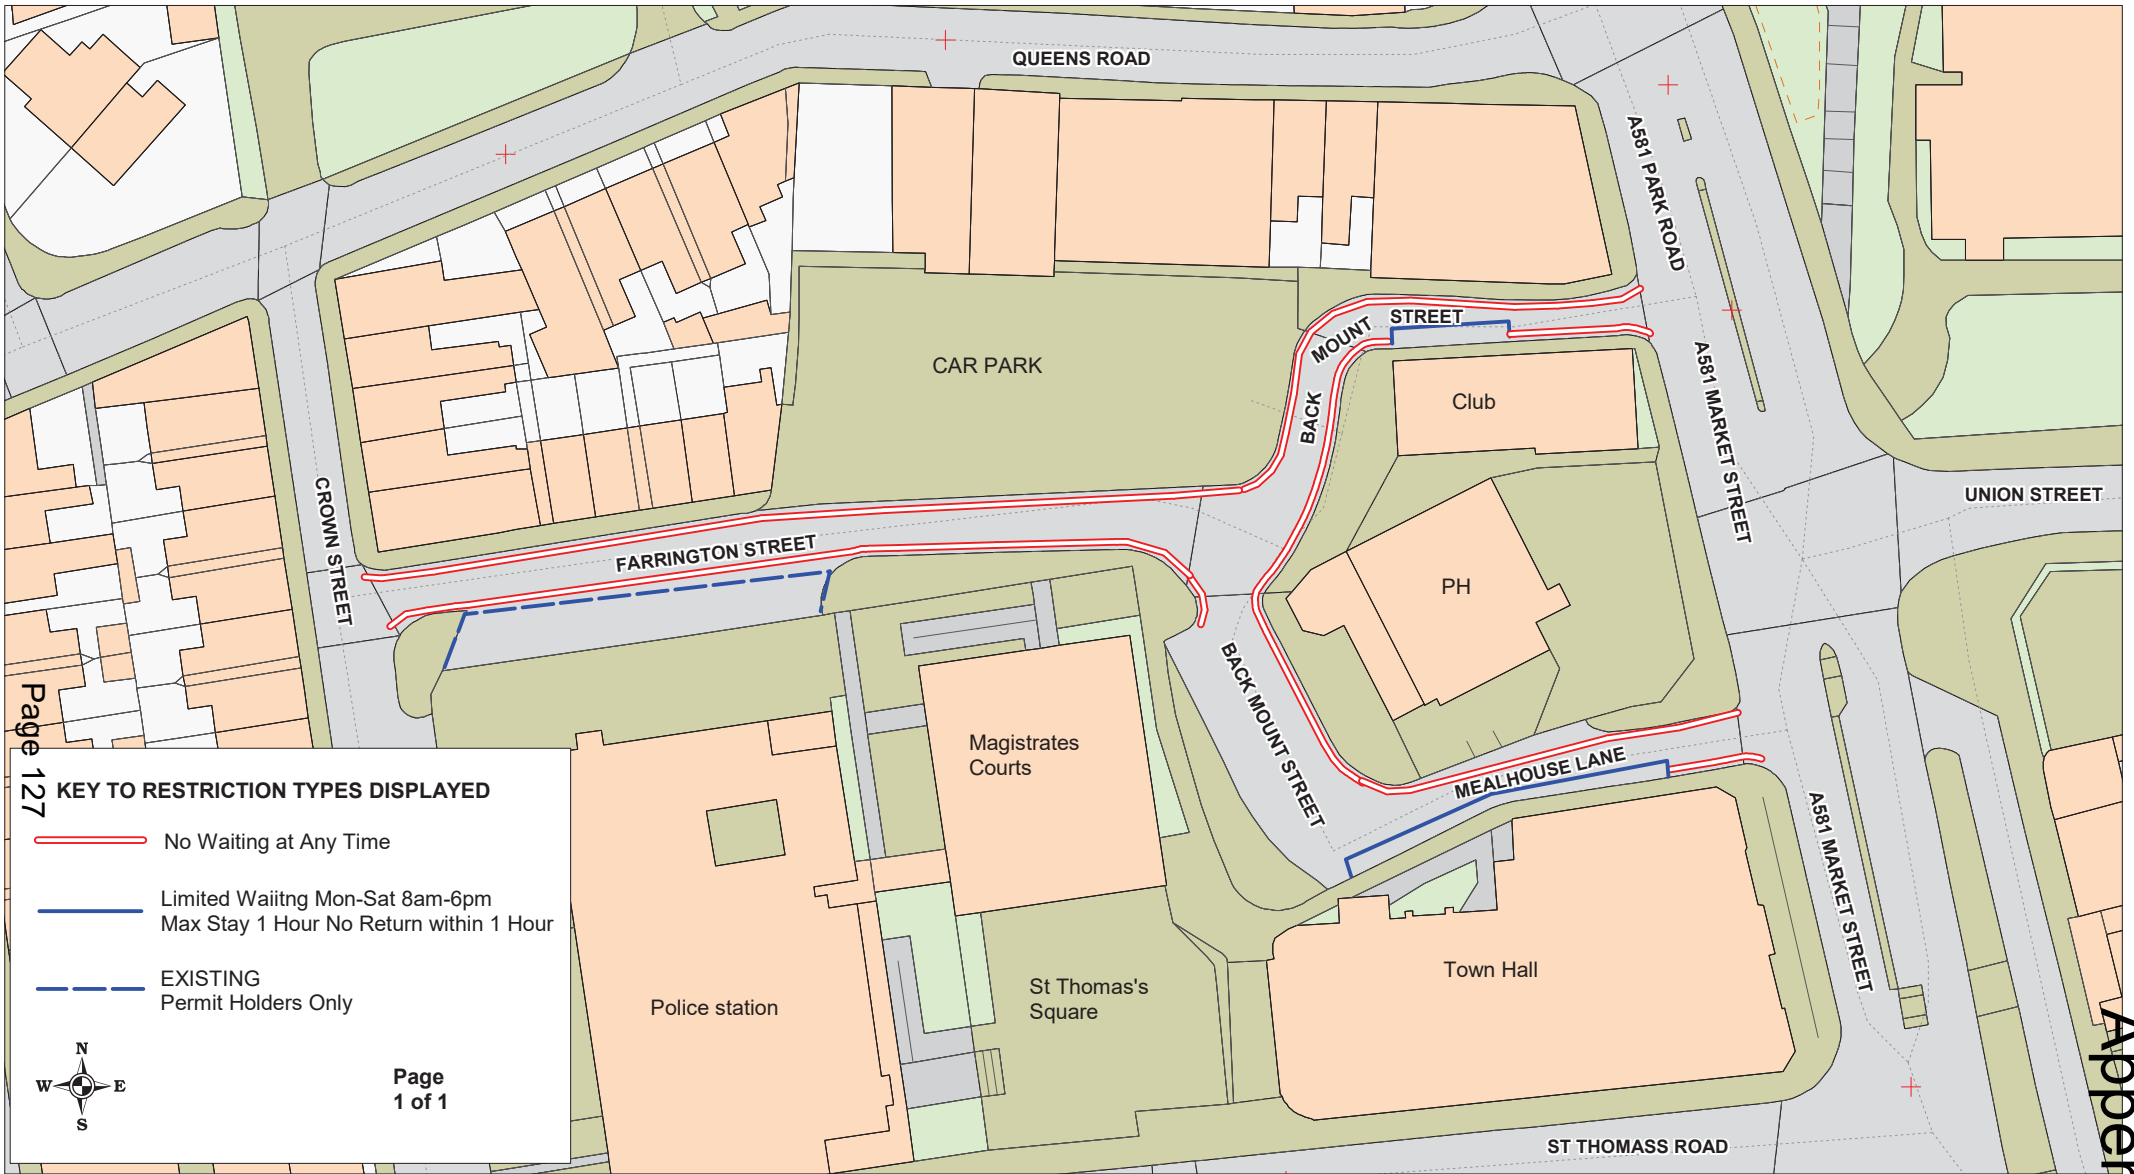 QUEENS ROAD
A581 PARK ROAD
MOUNT STREET
BACK
CAR PARK
Club
A581 MARKET STREET
UNION STREET
CROWN STREET
FARRINGTON STREET
PH
BACK MOUNT STREET
MEALHOUSE LANE
Magistrates
Courts
A581 MARKET STREET
Town Hall
St Thomas's
Square
Police station
ST THOMASS ROAD
Page 127
KEY TO RESTRICTION TYPES DISPLAYED
No Waiting at Any Time
Limited Waiitng Mon-Sat 8am-6pm
Max Stay 1 Hour No Return within 1 Hour
EXISTING
Permit Holders Only
N
W E
S
Page
1 of 1